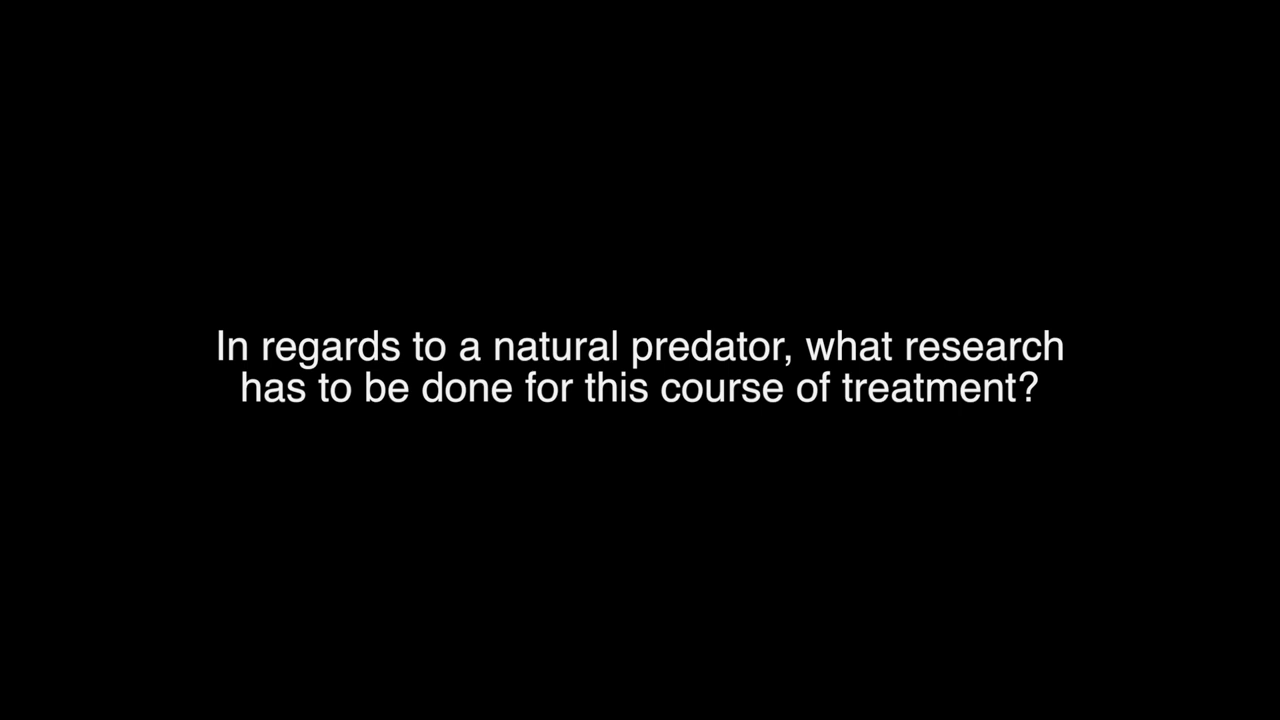 In regards to a natural predator, what research
has to be done for this course of treatment?